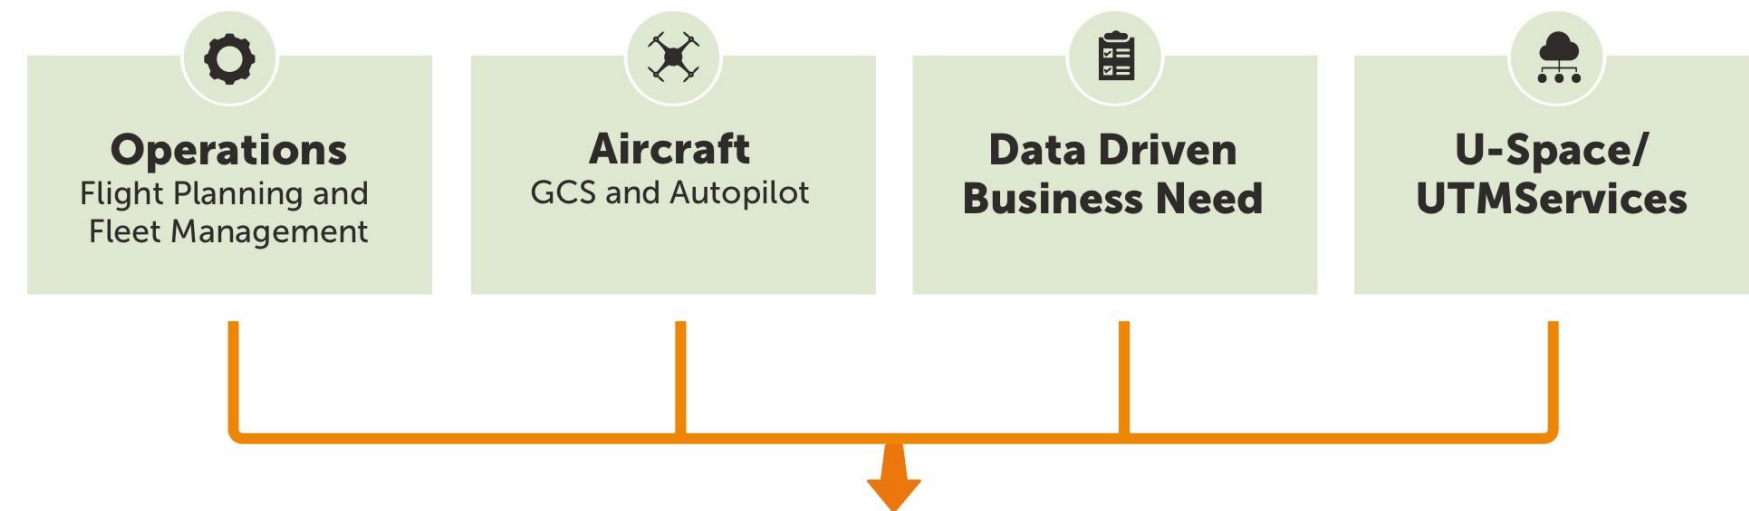 Operations
Flight Planning and
Fleet Management
Aircraft
GCS and Autopilot
Data Driven
Business Need
U-Space/
UTMServices